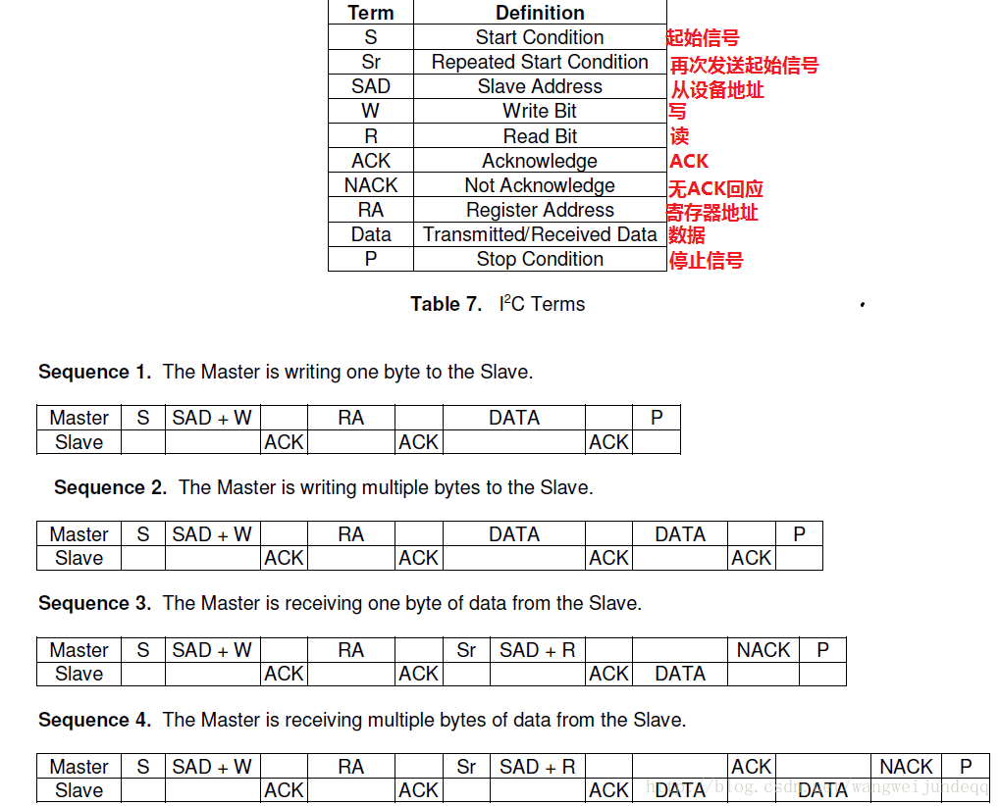 Term Definition
S Start Condition 起始信号
Sr Repeated Start Condition 再次发送起始信号
SAD Slave Address 从设备地址
W Write Bit 写
R Read Bit 读
ACK Acknowledge ACK
NACK Not Acknowledge 无ACK回应
RA Register Address 寄存器地址
Data Transmitted/Received Data 数据
P Stop Condition 停止信号
Table 7. I²C Terms
Sequence 1. The Master is writing one byte to the Slave.
Master S SAD + W RA DATA P
Slave ACK ACK ACK
Sequence 2. The Master is writing multiple bytes to the Slave.
Master S SAD + W RA DATA DATA P
Slave ACK ACK ACK ACK
Sequence 3. The Master is receiving one byte of data from the Slave.
Master S SAD + W RA Sr SAD + R NACK P
Slave ACK ACK ACK DATA
Sequence 4. The Master is receiving multiple bytes of data from the Slave.
Master S SAD + W RA Sr SAD + R ACK NACK P
Slave ACK ACK ACK DATA DATA
http://blog.csdn.net/wangweijundeqq